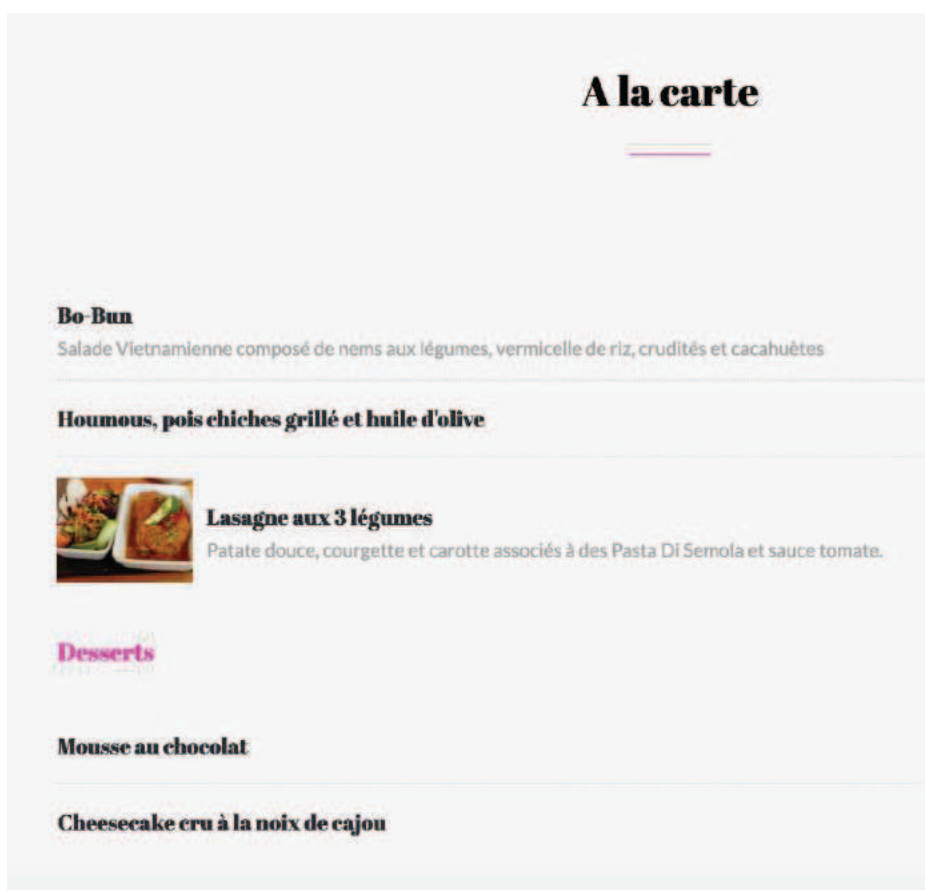 A la carte
Bo-Bun
Salade Vietnamienne composé de nems aux légumes, vermicelle de riz, crudités et cacahuètes
Houmous, pois chiches grillé et huile d'olive
Lasagne aux 3 légumes
Patate douce, courgette et carotte associés à des Pasta Di Semola et sauce tomate.
Desserts
Mousse au chocolat
Cheesecake cru à la noix de cajou